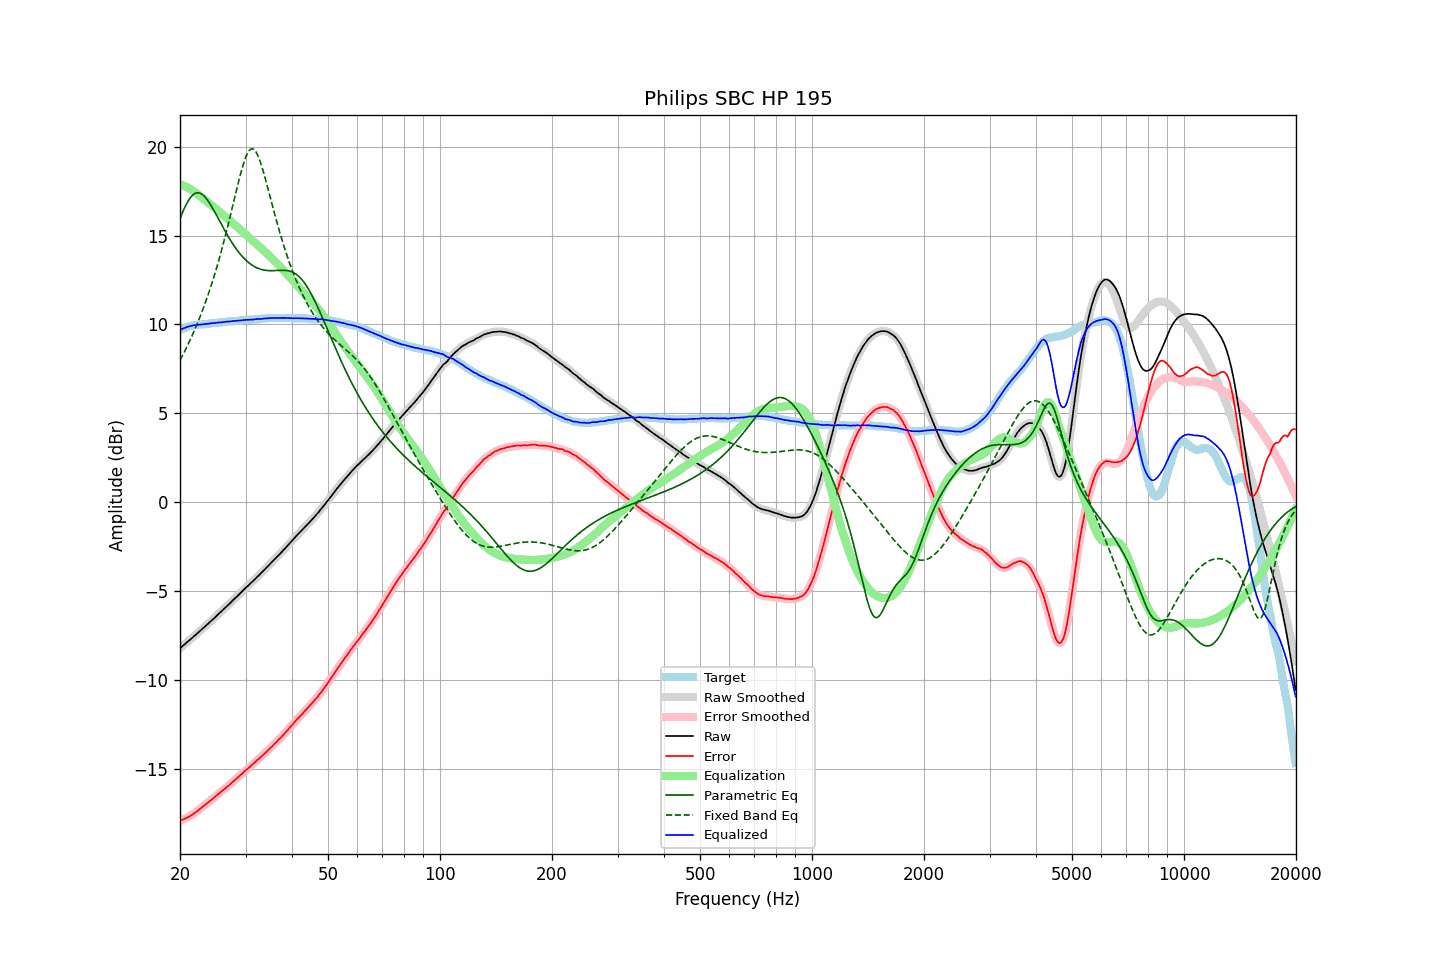 Philips SBC HP 195
Amplitude (dBr)
20
15
10
5
0
−5
−10
−15
20
50
100
200
500
1000
2000
5000
10000
20000
Frequency (Hz)
Target
Raw Smoothed
Error Smoothed
Raw
Error
Equalization
Parametric Eq
Fixed Band Eq
Equalized